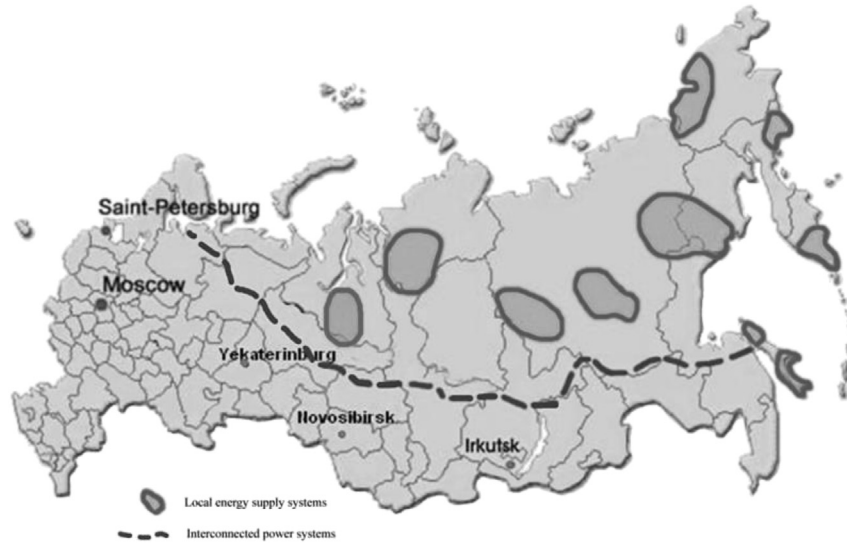 Saint-Petersburg
Moscow
Yekaterinburg
Novosibirsk
Irkutsk
Local energy supply systems
Interconnected power systems